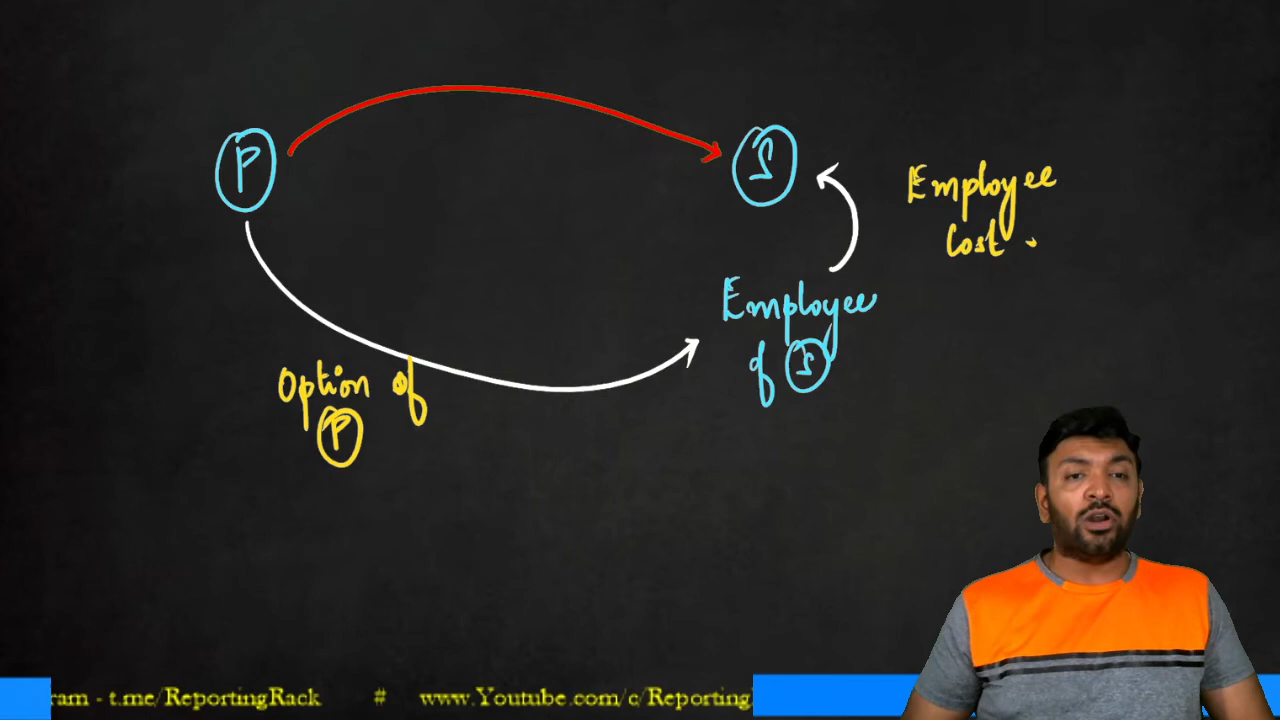 P
S
Employee
Cost.
Employee
of S
Option of
P
ram - t.me/ReportingRack # www.Youtube.com/c/Reporting